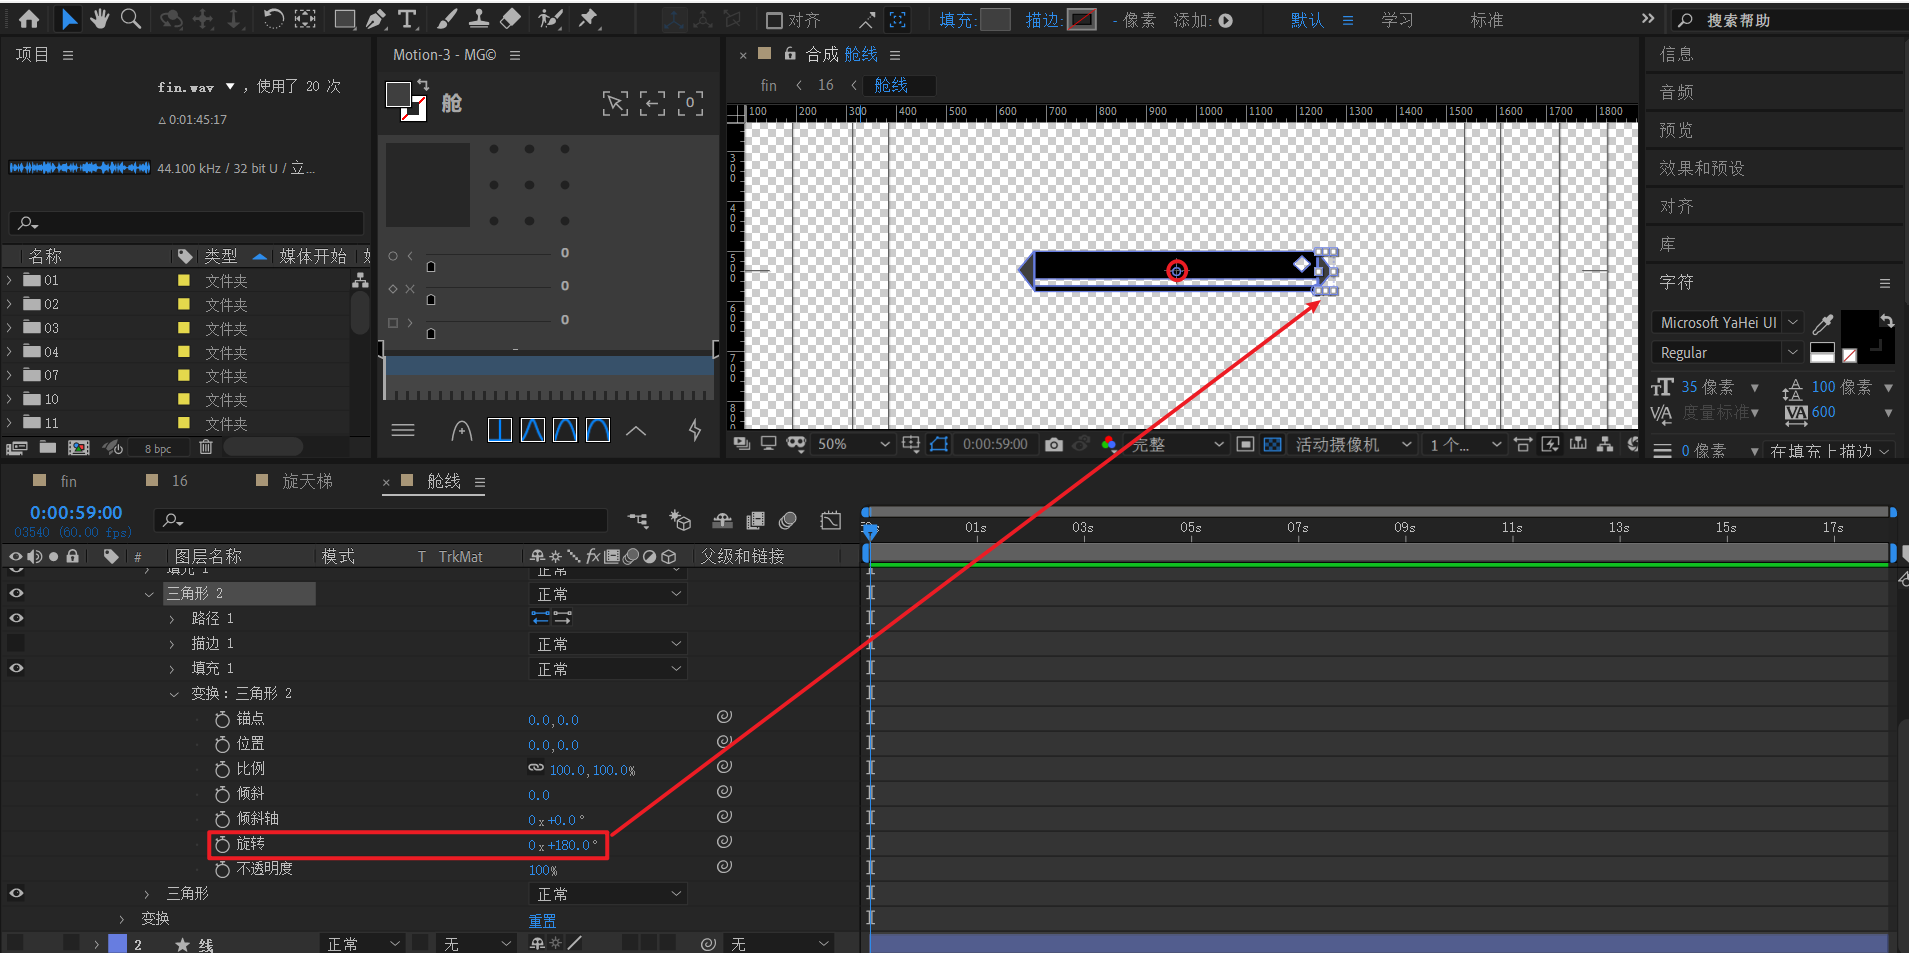 对齐
填充:
描边:
- 像素
添加:
默认
学习
标准
搜索帮助
项目
fin.wav ▼ , 使用了 20 次
△ 0:01:45:17
44.100 kHz / 32 bit U / 立...
名称
类型
媒体开始
01 文件夹
02 文件夹
03 文件夹
04 文件夹
07 文件夹
10 文件夹
11 文件夹
8 bpc
Motion-3 - MG©
舱
0
0
0
0
合成 舱线
fin < 16 < 舱线
100 200 300 400 500 600 700 800 900 1000 1100 1200 1300 1400 1500 1600 1700 1800
300
400
500
600
700
80
50%
0:00:59:00
完整
活动摄像机
1 个...
信息
音频
预览
效果和预设
对齐
库
字符
Microsoft YaHei UI
Regular
35 像素
100 像素
度量标准
600
0 像素
在填充上描边
fin
16
旋天梯
舱线
0:00:59:00
03540 (60.00 fps)
# 图层名称 模式 T TrkMat 父级和链接
01s 03s 05s 07s 09s 11s 13s 15s 17s
填充 1 正常
三角形 2 正常
路径 1
描边 1 正常
填充 1 正常
变换: 三角形 2
锚点 0.0,0.0
位置 0.0,0.0
比例 100.0,100.0%
倾斜 0.0
倾斜轴 0x+0.0°
旋转 0x+180.0°
不透明度 100%
三角形 正常
变换 重置
2 线 正常 无 无